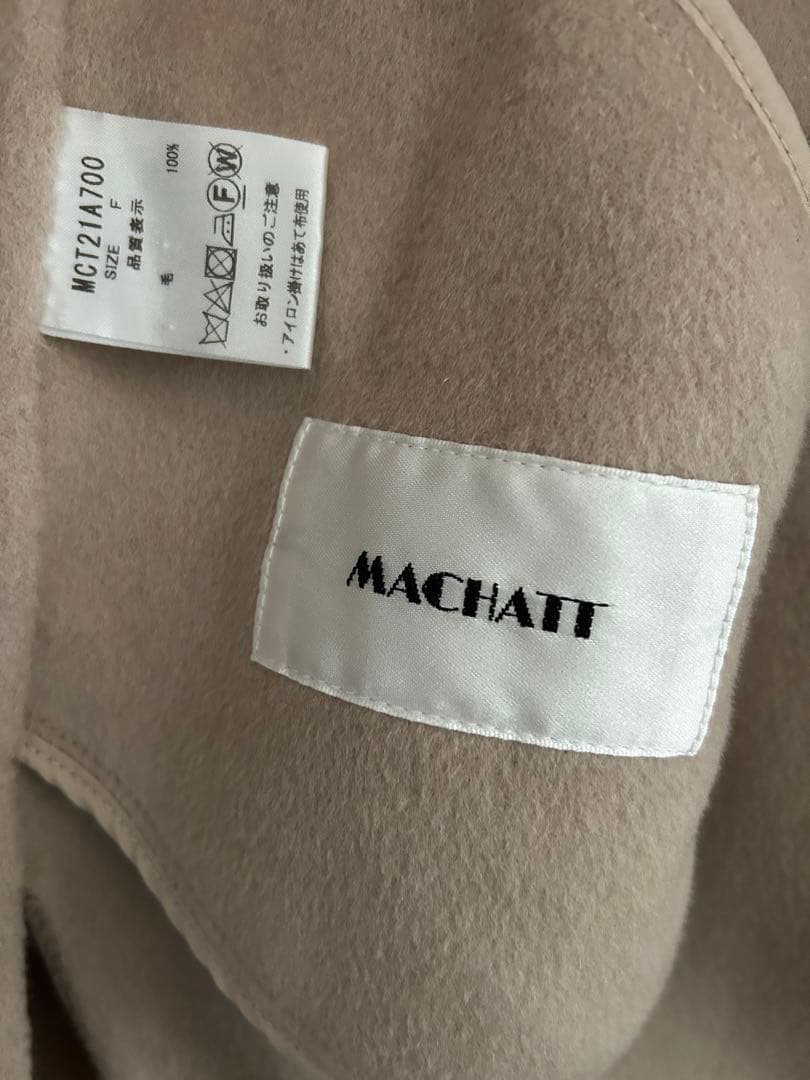 MCT21A700
SIZE F
品質表示
毛 100%
F W
お取り扱いのご注意
・アイロン掛けはあて布使用
MACHATT